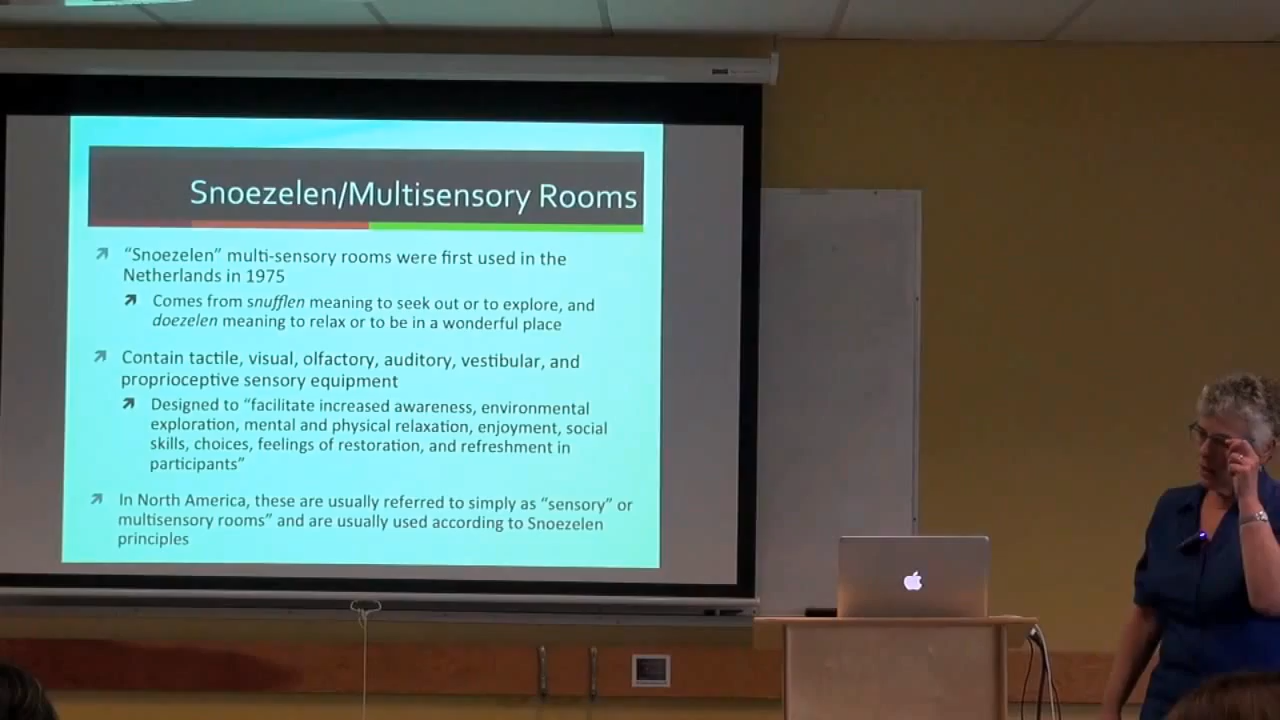 Snoezelen/Multisensory Rooms
“Snoezelen” multi-sensory rooms were first used in the
Netherlands in 1975
Comes from snufflen meaning to seek out or to explore, and
doezelen meaning to relax or to be in a wonderful place
Contain tactile, visual, olfactory, auditory, vestibular, and
proprioceptive sensory equipment
Designed to “facilitate increased awareness, environmental
exploration, mental and physical relaxation, enjoyment, social
skills, choices, feelings of restoration, and refreshment in
participants”
In North America, these are usually referred to simply as “sensory” or
multisensory rooms” and are usually used according to Snoezelen
principles